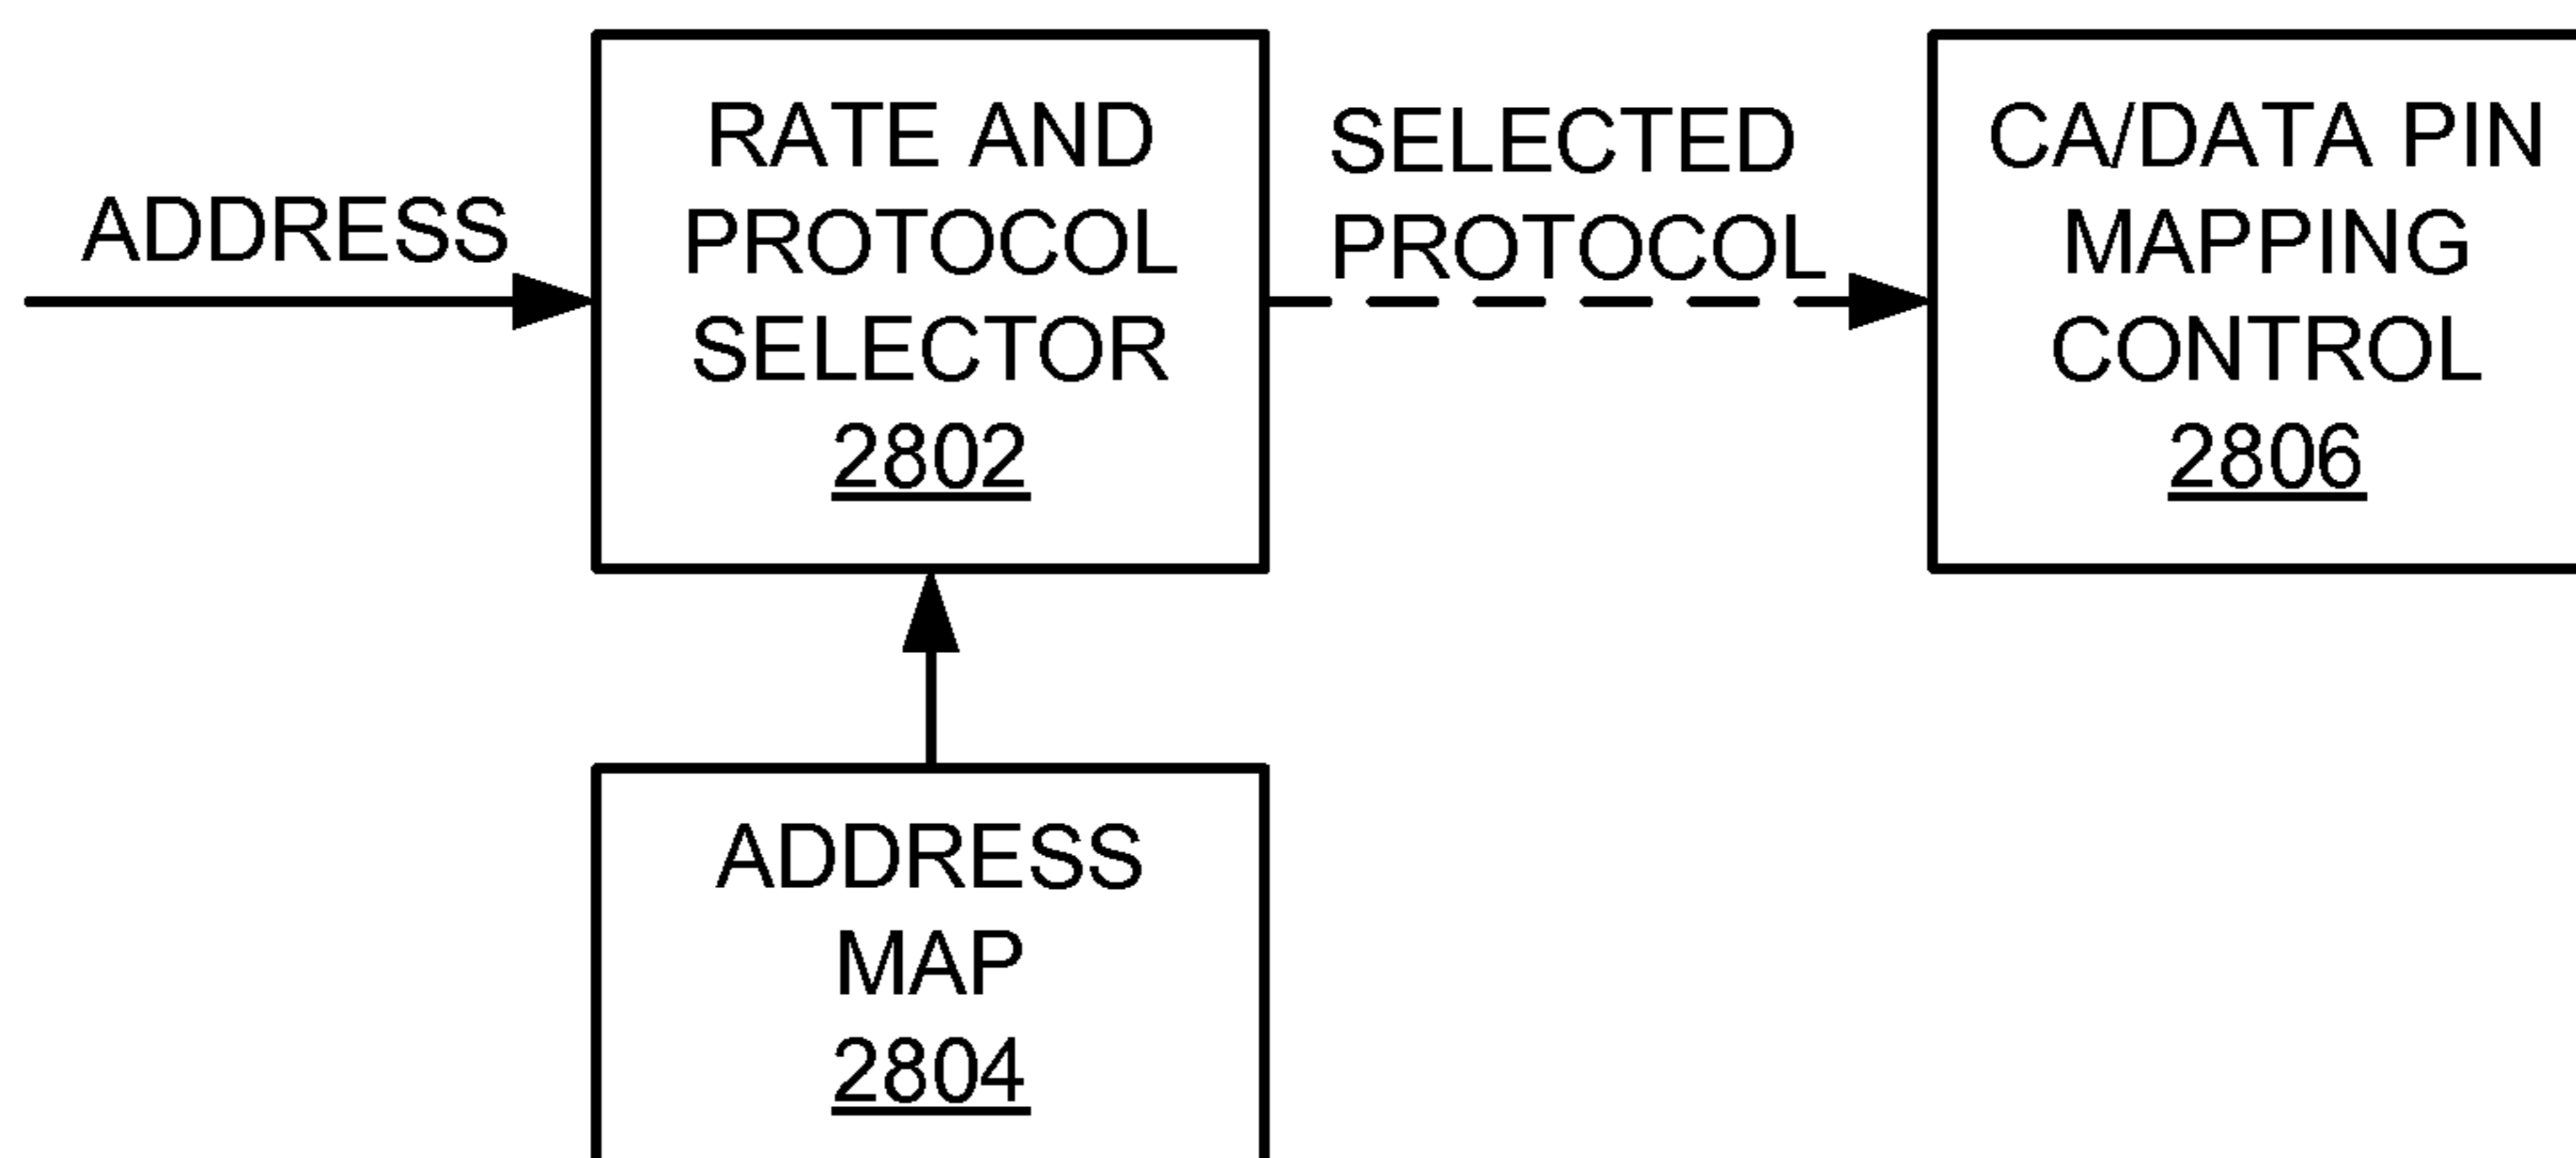 ADDRESS
RATE AND
PROTOCOL
SELECTOR
2802
SELECTED
PROTOCOL
CA/DATA PIN
MAPPING
CONTROL
2806
ADDRESS
MAP
2804